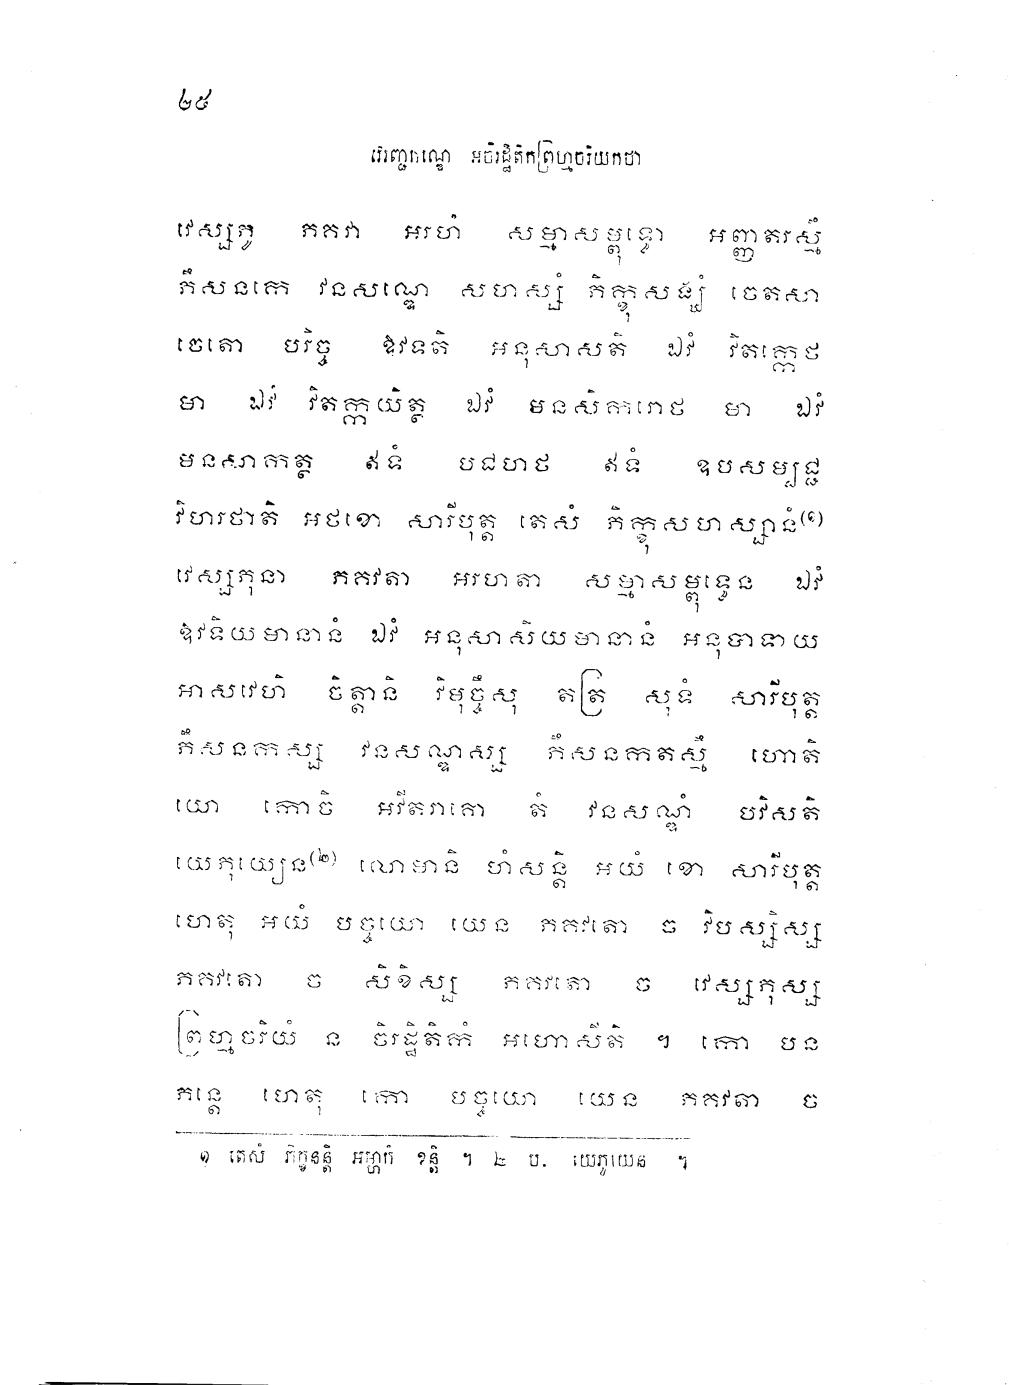 ២៥
វេរញ្ជកណ្ឌេ អចិរដ្ឋិតិកព្រហ្មចរិយកថា
វេស្សភូ ភគវា អរហំ សម្មាសម្ពុទ្ធោ អញ្ញតរស្មឹ
ភឹសនកេ វនសណ្ឌេ សហស្សំ ភិក្ខុសង្ឃំ ចេតសា
ចេតោ បរិច្ច ឱវទតិ អនុសាសតិ ឯវំ វិតក្កេថ
មា ឯវំ វិតក្កយិត្ថ ឯវំ មនសិករោថ មា ឯវំ
មនសាកត្ថ ឥទំ បជហថ ឥទំ ឧបសម្បជ្ជ
វិហរថាតិ អថខោ សារីបុត្ត តេសំ ភិក្ខុសហស្សានំ(១)
វេស្សភុនា ភគវតា អរហតា សម្មាសម្ពុទ្ធេន ឯវំ
ឱវទិយមានានំ ឯវំ អនុសាសិយមានានំ អនុបាទាយ
អាសវេហិ ចិត្តានិ វិមុច្ចឹសុ តត្រ សុទំ សារីបុត្ត
ភឹសនកស្ស វនសណ្ឌស្ស ភឹសនកតស្មឹ ហោតិ
យោ កោចិ អវីតរាគោ តំ វនសណ្ឌំ បវិសតិ
យេភុយ្យេន(២) លោមានិ ហំសន្តិ អយំ ខោ សារីបុត្ត
ហេតុ អយំ បច្ចយោ យេន ភគវតោ ច វិបស្សិស្ស
ភគវតោ ច សិខិស្ស ភគវតោ ច វេស្សភុស្ស
ព្រហ្មចរិយំ ន ចិរដ្ឋិតិកំ អហោសីតិ ។ កោ បន
ភន្តេ ហេតុ កោ បច្ចយោ យេន ភគវតា ច
១ តេសំ ភិក្ខូនន្តិ អម្ហាកំ ខន្តិ ។ ២ ប. យេភូយេន ។